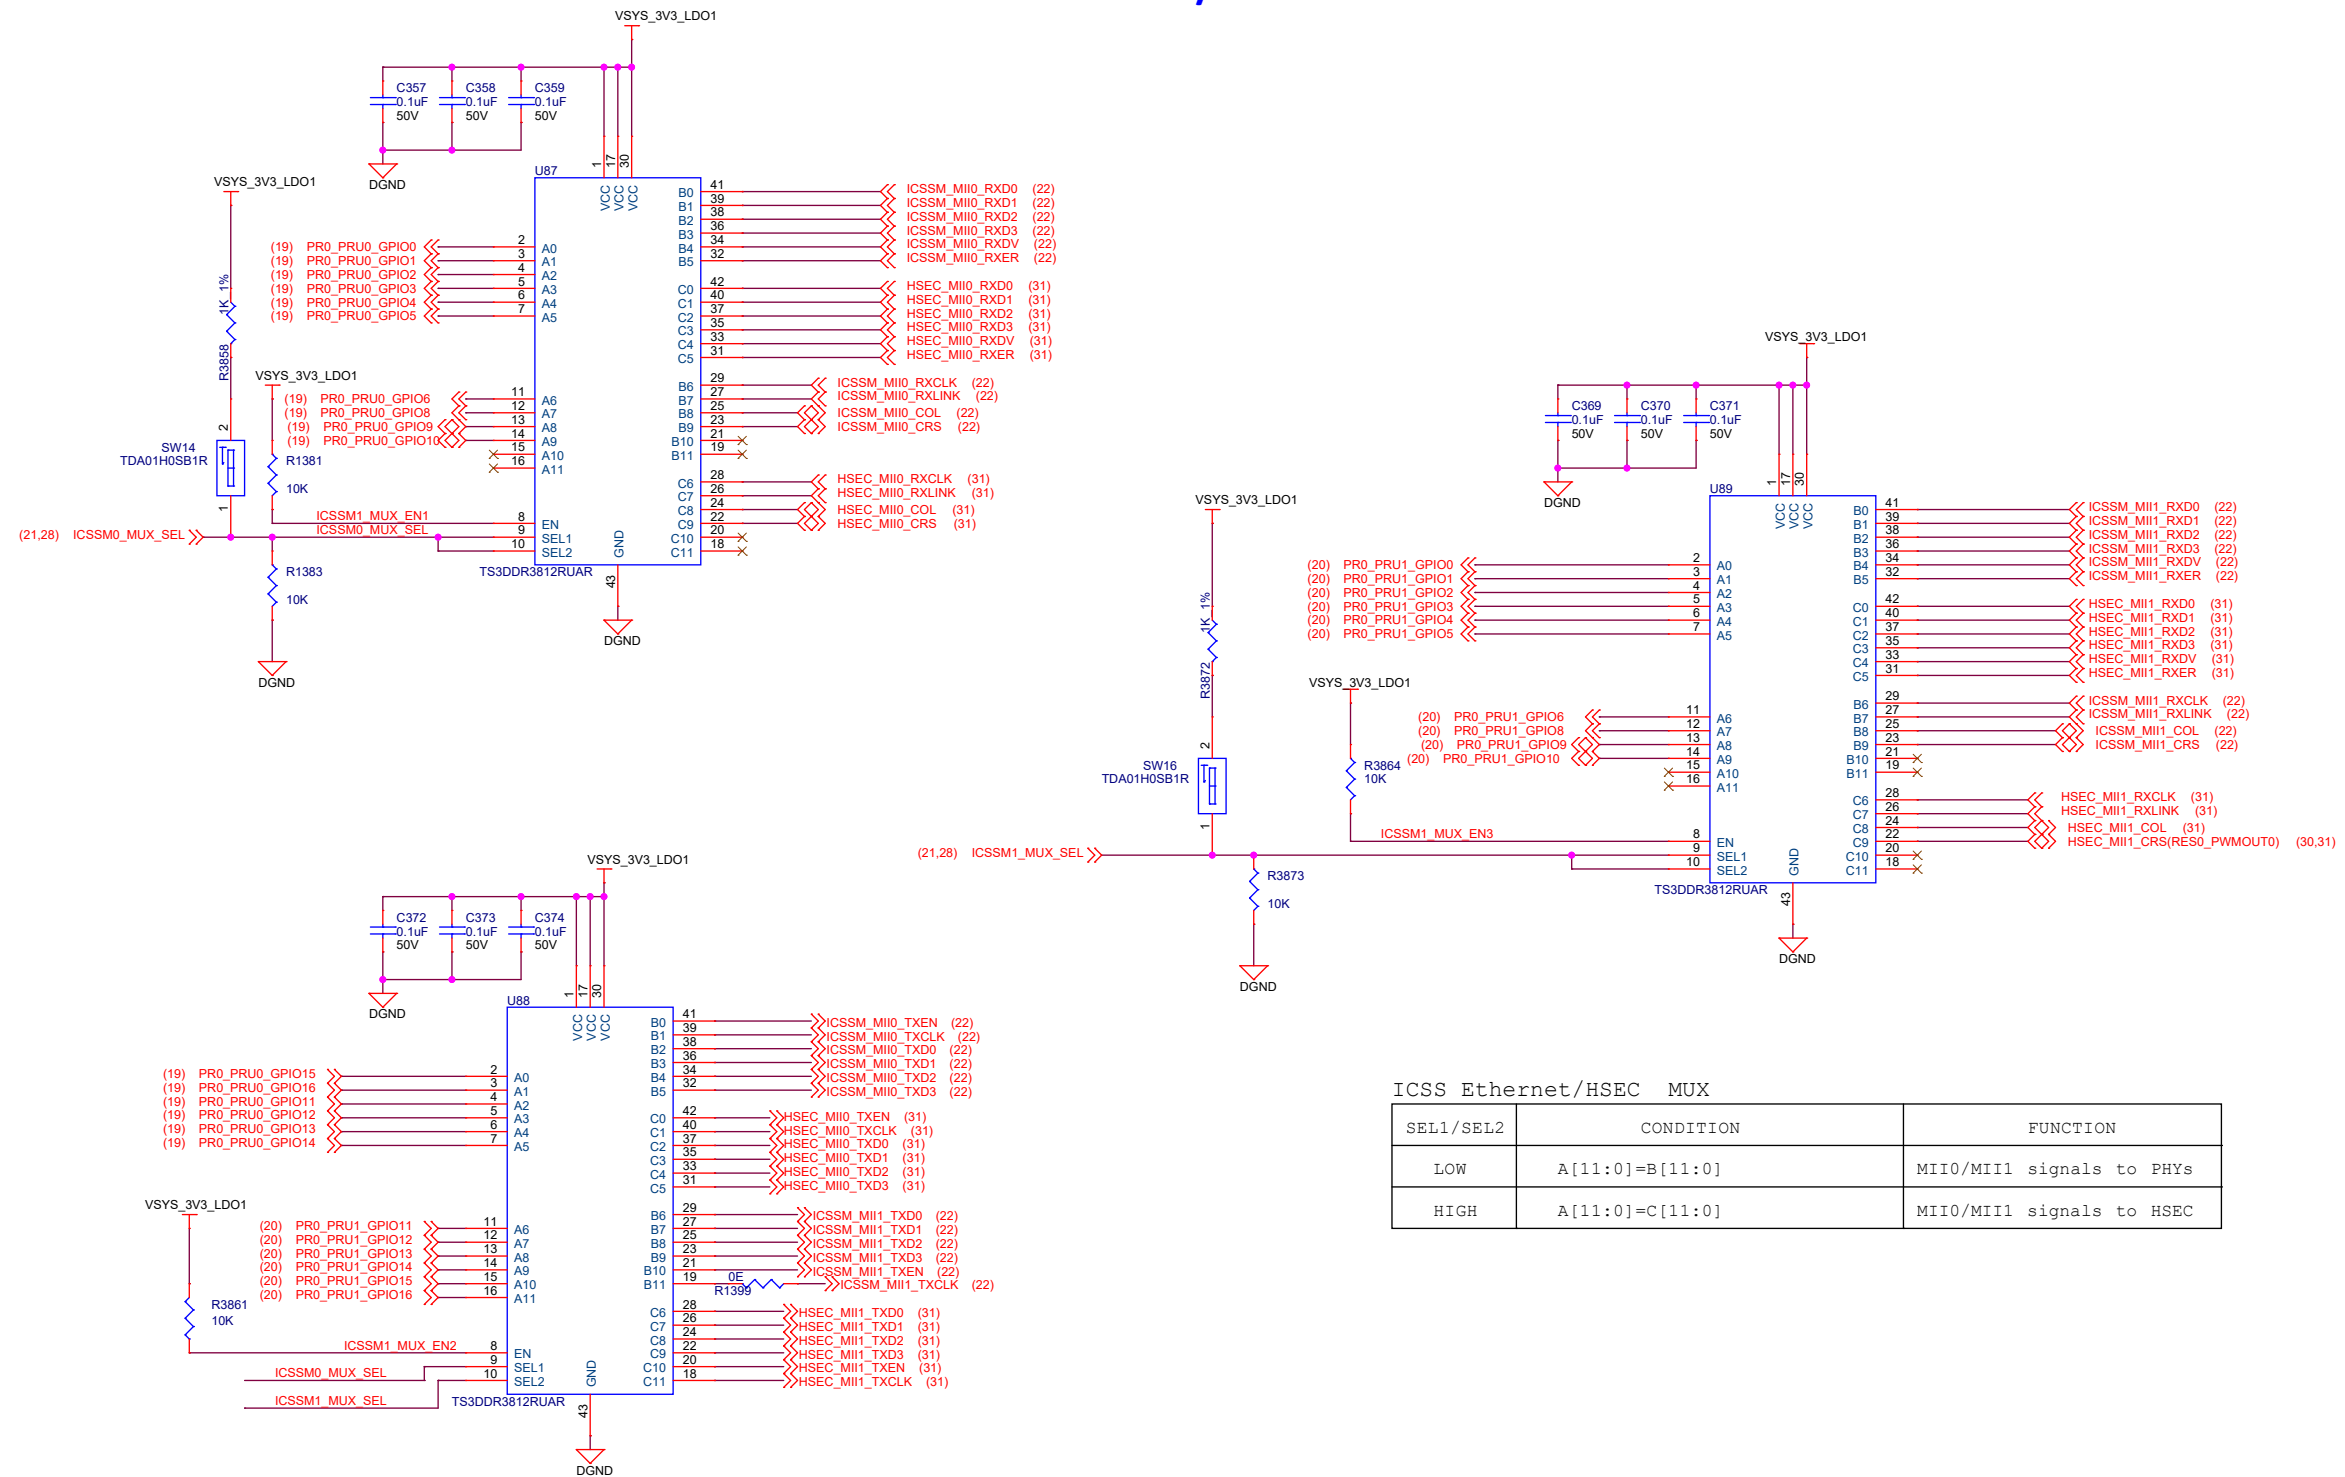 VSYS_3V3_LDO1
C357
0.1uF
50V
C358
0.1uF
50V
C359
0.1uF
50V
DGND
1
17
30
U87
VCC
VCC
VCC
VSYS_3V3_LDO1
1K 1%
R3858
(19) PR0_PRU0_GPIO0 2 A0
(19) PR0_PRU0_GPIO1 3 A1
(19) PR0_PRU0_GPIO2 4 A2
(19) PR0_PRU0_GPIO3 5 A3
(19) PR0_PRU0_GPIO4 6 A4
(19) PR0_PRU0_GPIO5 7 A5
VSYS_3V3_LDO1
(19) PR0_PRU0_GPIO6 11 A6
(19) PR0_PRU0_GPIO8 12 A7
(19) PR0_PRU0_GPIO9 13 A8
(19) PR0_PRU0_GPIO10 14 A9
15 A10
16 A11
2
SW14
TDA01H0SB1R
1
R1381
10K
ICSSM1_MUX_EN1 8 EN
(21,28) ICSSM0_MUX_SEL ICSSM0_MUX_SEL 9 SEL1
10 SEL2
R1383
10K
DGND
TS3DDR3812RUAR
GND
43
DGND
B0 41 ICSSM_MII0_RXD0 (22)
B1 39 ICSSM_MII0_RXD1 (22)
B2 38 ICSSM_MII0_RXD2 (22)
B3 36 ICSSM_MII0_RXD3 (22)
B4 34 ICSSM_MII0_RXDV (22)
B5 32 ICSSM_MII0_RXER (22)
C0 42 HSEC_MII0_RXD0 (31)
C1 40 HSEC_MII0_RXD1 (31)
C2 37 HSEC_MII0_RXD2 (31)
C3 35 HSEC_MII0_RXD3 (31)
C4 33 HSEC_MII0_RXDV (31)
C5 31 HSEC_MII0_RXER (31)
B6 29 ICSSM_MII0_RXCLK (22)
B7 27 ICSSM_MII0_RXLINK (22)
B8 25 ICSSM_MII0_COL (22)
B9 23 ICSSM_MII0_CRS (22)
B10 21
B11 19
C6 28 HSEC_MII0_RXCLK (31)
C7 26 HSEC_MII0_RXLINK (31)
C8 24 HSEC_MII0_COL (31)
C9 22 HSEC_MII0_CRS (31)
C10 20
C11 18
VSYS_3V3_LDO1
C369
0.1uF
50V
C370
0.1uF
50V
C371
0.1uF
50V
DGND
1
17
30
U89
VCC
VCC
VCC
VSYS_3V3_LDO1
1K 1%
R3872
(20) PR0_PRU1_GPIO0 2 A0
(20) PR0_PRU1_GPIO1 3 A1
(20) PR0_PRU1_GPIO2 4 A2
(20) PR0_PRU1_GPIO3 5 A3
(20) PR0_PRU1_GPIO4 6 A4
(20) PR0_PRU1_GPIO5 7 A5
VSYS_3V3_LDO1
(20) PR0_PRU1_GPIO6 11 A6
(20) PR0_PRU1_GPIO8 12 A7
(20) PR0_PRU1_GPIO9 13 A8
(20) PR0_PRU1_GPIO10 14 A9
15 A10
16 A11
2
SW16
TDA01H0SB1R
1
R3864
10K
ICSSM1_MUX_EN3 8 EN
(21,28) ICSSM1_MUX_SEL 9 SEL1
10 SEL2
R3873
10K
DGND
TS3DDR3812RUAR
GND
43
DGND
B0 41 ICSSM_MII1_RXD0 (22)
B1 39 ICSSM_MII1_RXD1 (22)
B2 38 ICSSM_MII1_RXD2 (22)
B3 36 ICSSM_MII1_RXD3 (22)
B4 34 ICSSM_MII1_RXDV (22)
B5 32 ICSSM_MII1_RXER (22)
C0 42 HSEC_MII1_RXD0 (31)
C1 40 HSEC_MII1_RXD1 (31)
C2 37 HSEC_MII1_RXD2 (31)
C3 35 HSEC_MII1_RXD3 (31)
C4 33 HSEC_MII1_RXDV (31)
C5 31 HSEC_MII1_RXER (31)
B6 29 ICSSM_MII1_RXCLK (22)
B7 27 ICSSM_MII1_RXLINK (22)
B8 25 ICSSM_MII1_COL (22)
B9 23 ICSSM_MII1_CRS (22)
B10 21
B11 19
C6 28 HSEC_MII1_RXCLK (31)
C7 26 HSEC_MII1_RXLINK (31)
C8 24 HSEC_MII1_COL (31)
C9 22 HSEC_MII1_CRS(RES0_PWMOUT0) (30,31)
C10 20
C11 18
VSYS_3V3_LDO1
C372
0.1uF
50V
C373
0.1uF
50V
C374
0.1uF
50V
DGND
1
17
30
U88
VCC
VCC
VCC
(19) PR0_PRU0_GPIO15 2 A0
(19) PR0_PRU0_GPIO16 3 A1
(19) PR0_PRU0_GPIO11 4 A2
(19) PR0_PRU0_GPIO12 5 A3
(19) PR0_PRU0_GPIO13 6 A4
(19) PR0_PRU0_GPIO14 7 A5
VSYS_3V3_LDO1
(20) PR0_PRU1_GPIO11 11 A6
(20) PR0_PRU1_GPIO12 12 A7
(20) PR0_PRU1_GPIO13 13 A8
(20) PR0_PRU1_GPIO14 14 A9
(20) PR0_PRU1_GPIO15 15 A10
(20) PR0_PRU1_GPIO16 16 A11
R3861
10K
ICSSM1_MUX_EN2 8 EN
ICSSM0_MUX_SEL 9 SEL1
ICSSM1_MUX_SEL 10 SEL2
TS3DDR3812RUAR
GND
43
DGND
B0 41 ICSSM_MII0_TXEN (22)
B1 39 ICSSM_MII0_TXCLK (22)
B2 38 ICSSM_MII0_TXD0 (22)
B3 36 ICSSM_MII0_TXD1 (22)
B4 34 ICSSM_MII0_TXD2 (22)
B5 32 ICSSM_MII0_TXD3 (22)
C0 42 HSEC_MII0_TXEN (31)
C1 40 HSEC_MII0_TXCLK (31)
C2 37 HSEC_MII0_TXD0 (31)
C3 35 HSEC_MII0_TXD1 (31)
C4 33 HSEC_MII0_TXD2 (31)
C5 31 HSEC_MII0_TXD3 (31)
B6 29 ICSSM_MII1_TXD0 (22)
B7 27 ICSSM_MII1_TXD1 (22)
B8 25 ICSSM_MII1_TXD2 (22)
B9 23 ICSSM_MII1_TXD3 (22)
B10 21 ICSSM_MII1_TXEN (22)
B11 19 0E R1399 ICSSM_MII1_TXCLK (22)
C6 28 HSEC_MII1_TXD0 (31)
C7 26 HSEC_MII1_TXD1 (31)
C8 24 HSEC_MII1_TXD2 (31)
C9 22 HSEC_MII1_TXD3 (31)
C10 20 HSEC_MII1_TXEN (31)
C11 18 HSEC_MII1_TXCLK (31)
ICSS Ethernet/HSEC MUX
SEL1/SEL2 CONDITION FUNCTION
LOW A[11:0]=B[11:0] MII0/MII1 signals to PHYs
HIGH A[11:0]=C[11:0] MII0/MII1 signals to HSEC